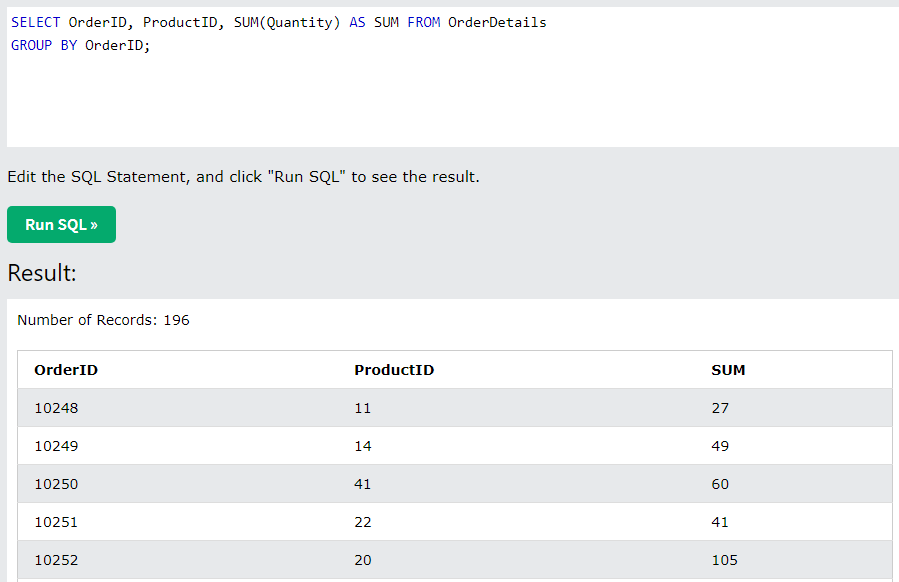 SELECT OrderID, ProductID, SUM(Quantity) AS SUM FROM OrderDetails
GROUP BY OrderID;
Edit the SQL Statement, and click "Run SQL" to see the result.
Run SQL »
Result:
Number of Records: 196
OrderID ProductID SUM
10248 11 27
10249 14 49
10250 41 60
10251 22 41
10252 20 105